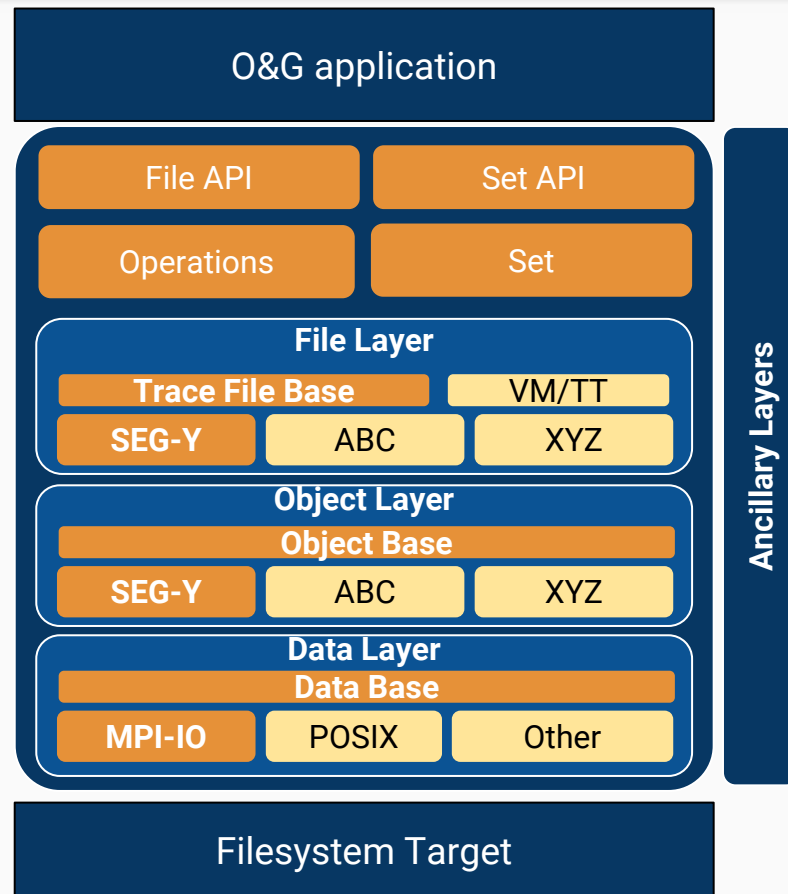 O&G application
File API
Set API
Operations
Set
File Layer
Trace File Base
VM/TT
SEG-Y
ABC
XYZ
Object Layer
Object Base
SEG-Y
ABC
XYZ
Data Layer
Data Base
MPI-IO
POSIX
Other
Ancillary Layers
Filesystem Target